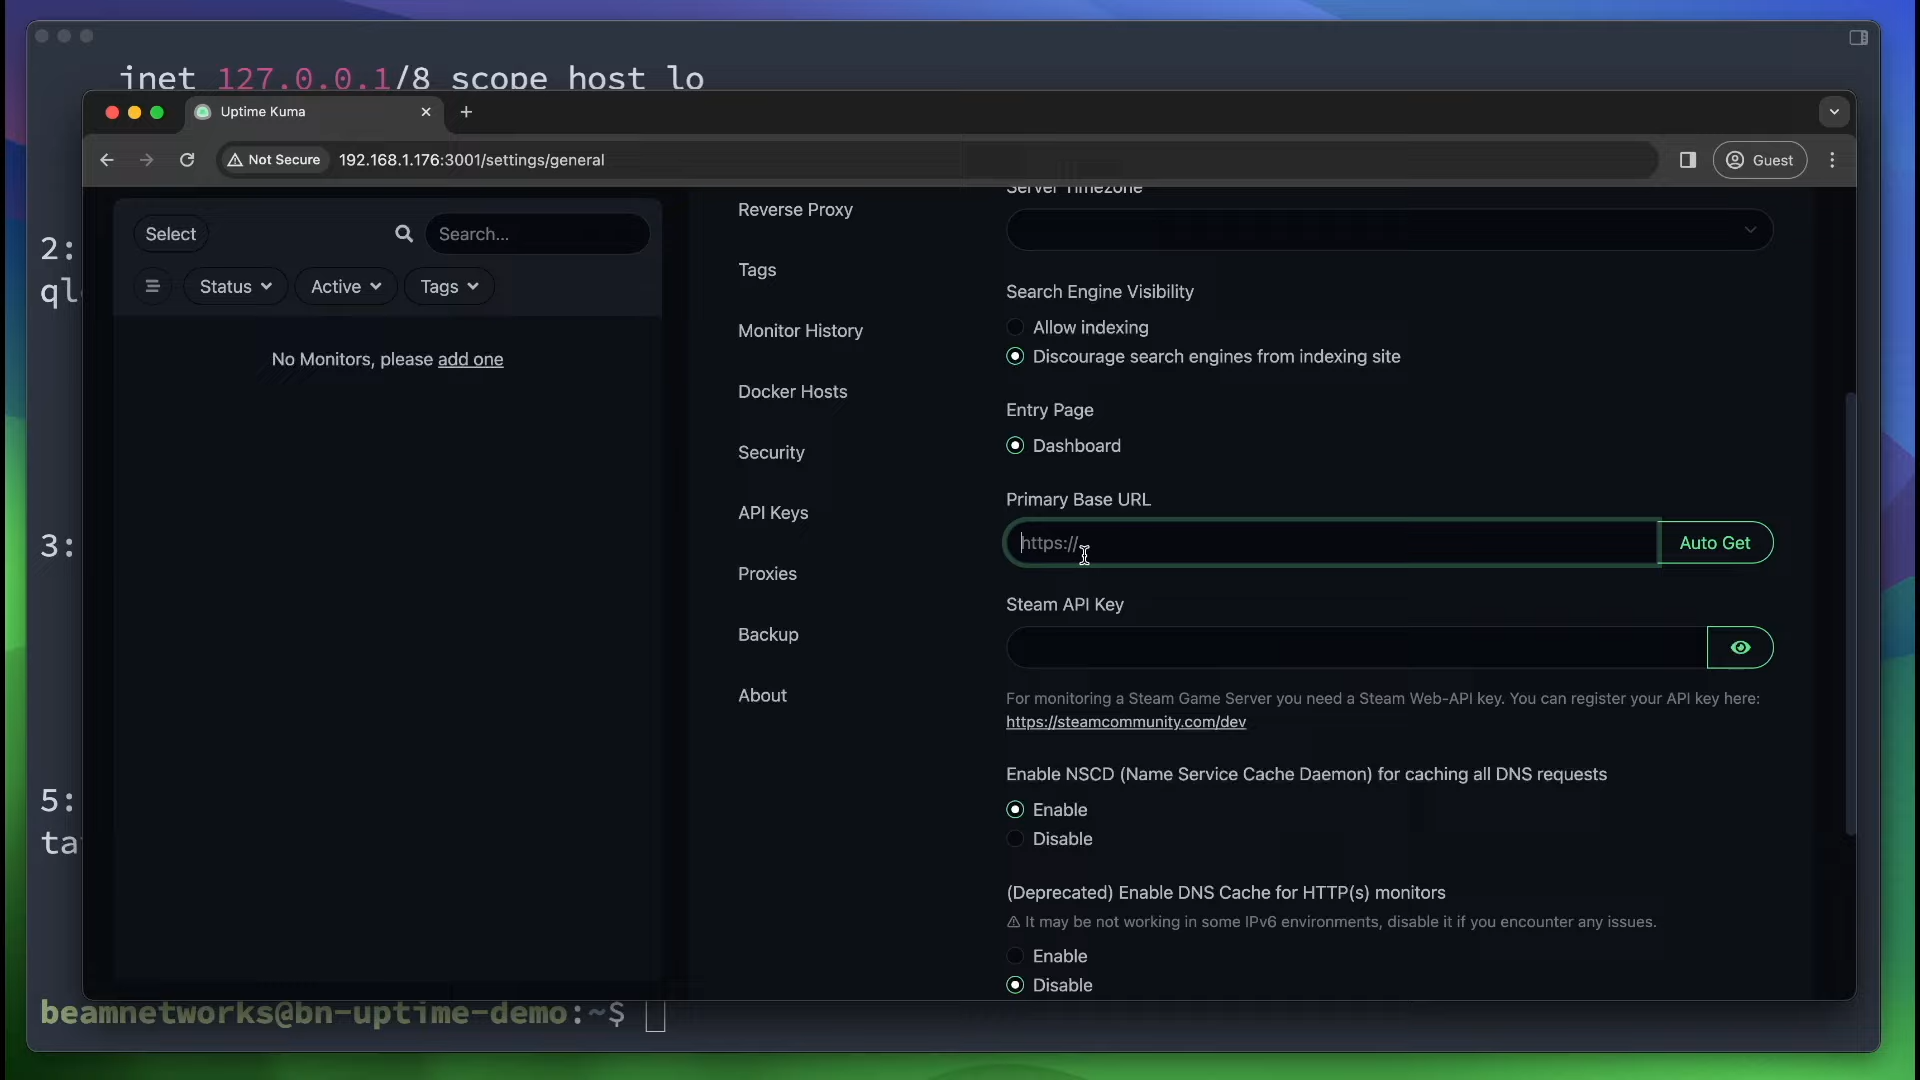 inet 127.0.0.1/8 scope host lo
Uptime Kuma
Not Secure
192.168.1.176:3001/settings/general
Guest
Select
Search...
Status
Active
Tags
No Monitors, please add one
2:
3:
5:
Reverse Proxy
Tags
Monitor History
Docker Hosts
Security
API Keys
Proxies
Backup
About
Server Timezone
Search Engine Visibility
Allow indexing
Discourage search engines from indexing site
Entry Page
Dashboard
Primary Base URL
https://
Auto Get
Steam API Key
For monitoring a Steam Game Server you need a Steam Web-API key. You can register your API key here:
https://steamcommunity.com/dev
Enable NSCD (Name Service Cache Daemon) for caching all DNS requests
Enable
Disable
(Deprecated) Enable DNS Cache for HTTP(s) monitors
⚠ It may be not working in some IPv6 environments, disable it if you encounter any issues.
Enable
Disable
beamnetworks@bn-uptime-demo:~$